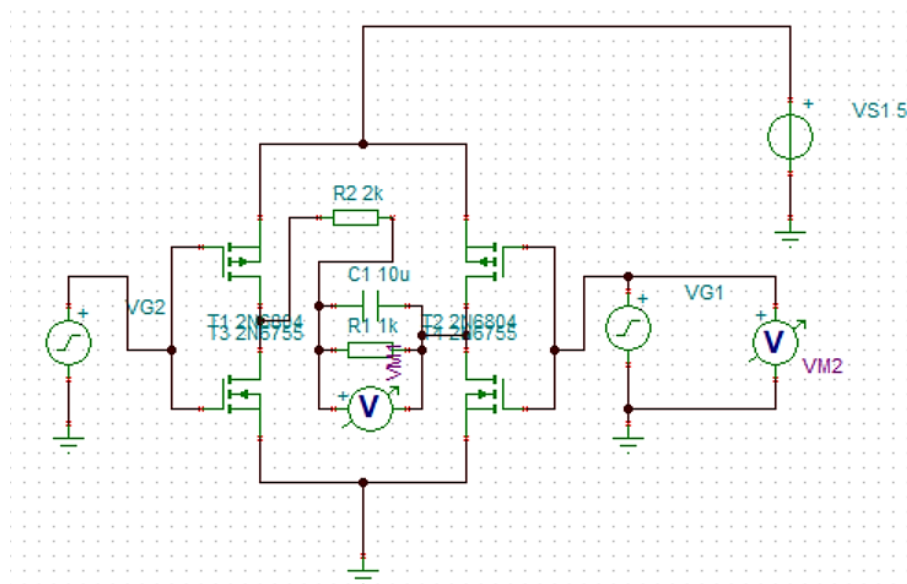 VS1 5
R2 2k
C1 10u
VG2
VG1
T1 2N6804
T2 2N6804
T3 2N6755
R1 1k
2N6755
VM1
VM2
V
V
+
+
+
+
+